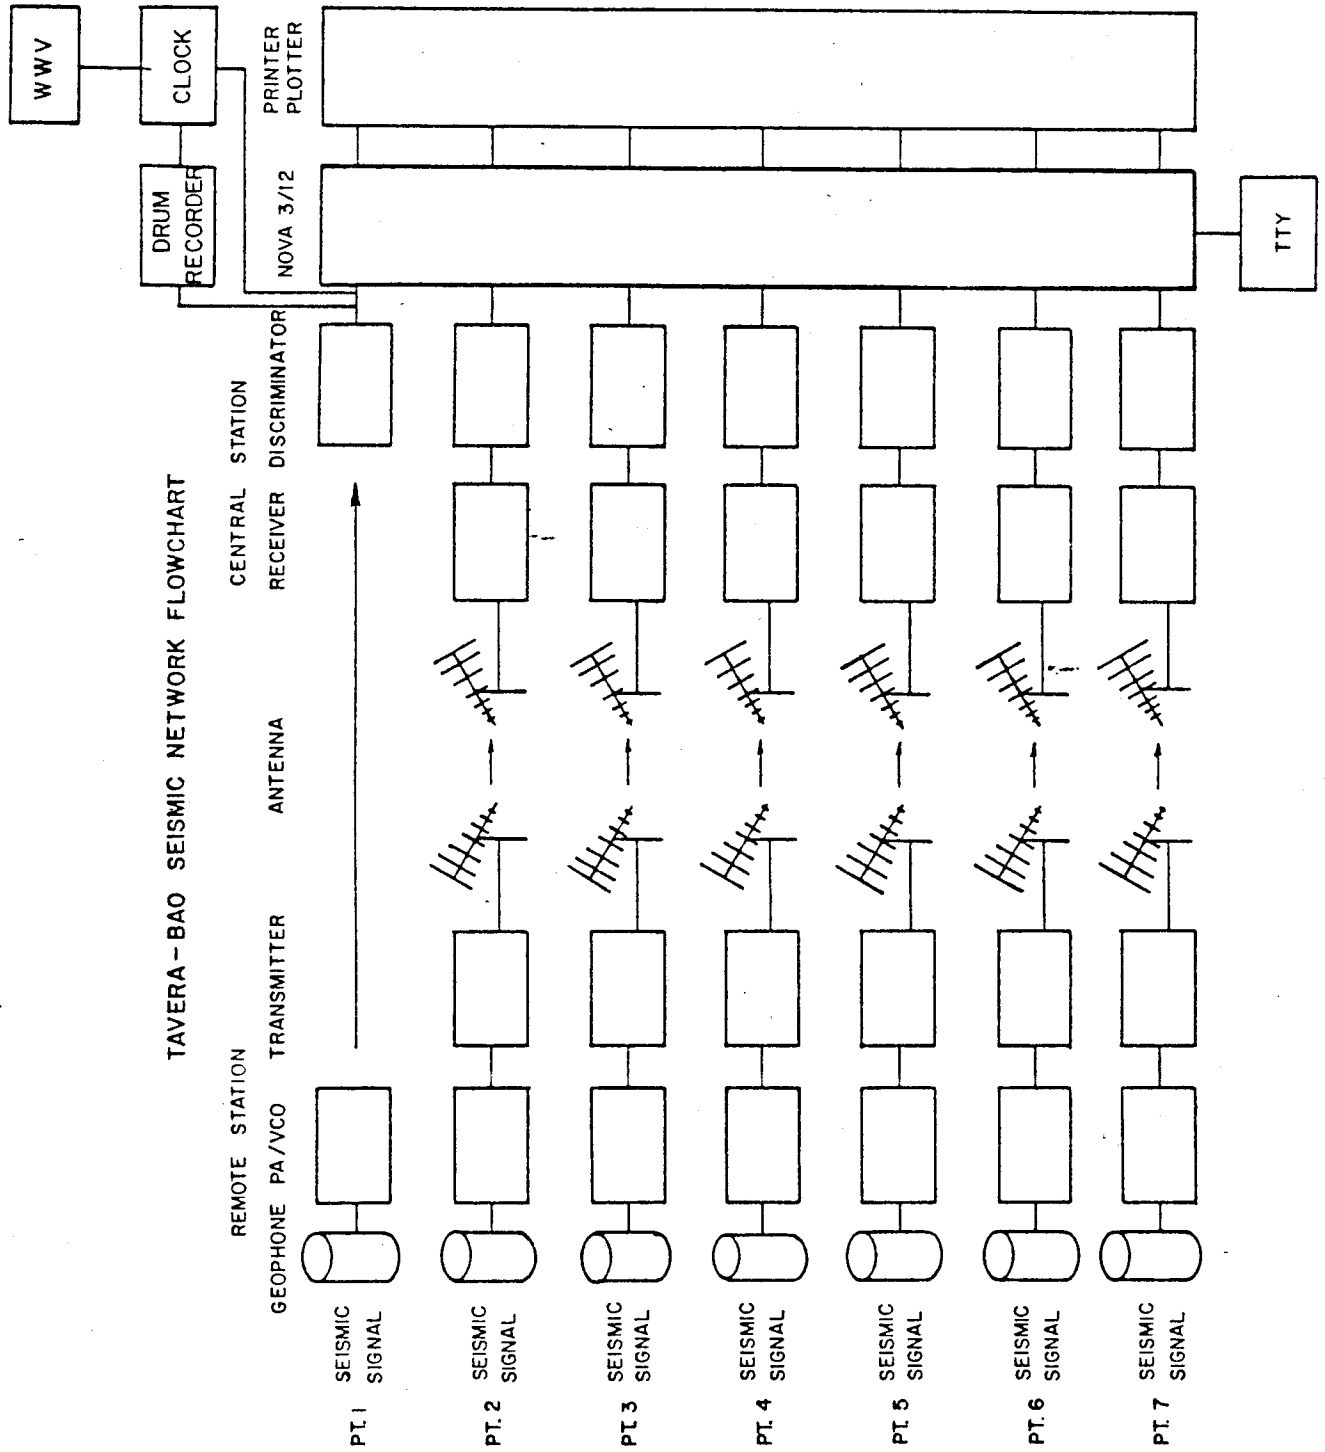 TAVERA-BAO SEISMIC NETWORK FLOWCHART
REMOTE STATION
CENTRAL STATION
GEOPHONE PA/VCO TRANSMITTER ANTENNA RECEIVER DISCRIMINATOR NOVA 3/12 PRINTER
PLOTTER
WWV
CLOCK
DRUM
RECORDER
TTY
PT. 1
SEISMIC
SIGNAL
PT. 2
SEISMIC
SIGNAL
PT. 3
SEISMIC
SIGNAL
PT. 4
SEISMIC
SIGNAL
PT. 5
SEISMIC
SIGNAL
PT. 6
SEISMIC
SIGNAL
PT. 7
SEISMIC
SIGNAL